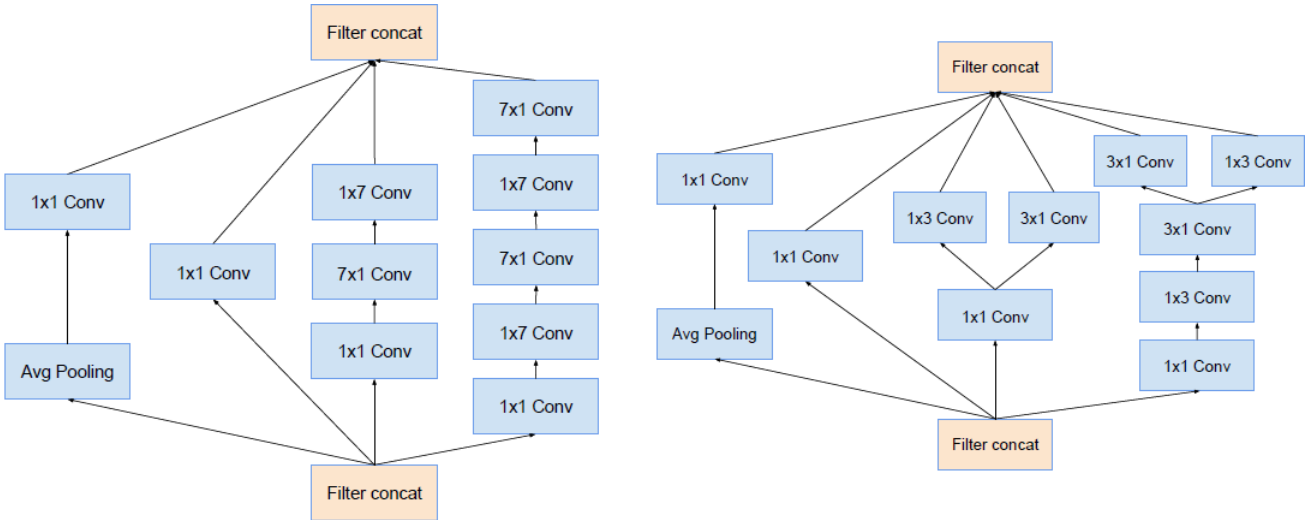 Filter concat
7x1 Conv
1x7 Conv
1x7 Conv
1x1 Conv
7x1 Conv
1x1 Conv
7x1 Conv
1x7 Conv
1x1 Conv
Avg Pooling
1x1 Conv
Filter concat
Filter concat
3x1 Conv
1x3 Conv
1x1 Conv
1x3 Conv
3x1 Conv
3x1 Conv
1x1 Conv
1x3 Conv
1x1 Conv
Avg Pooling
1x1 Conv
Filter concat